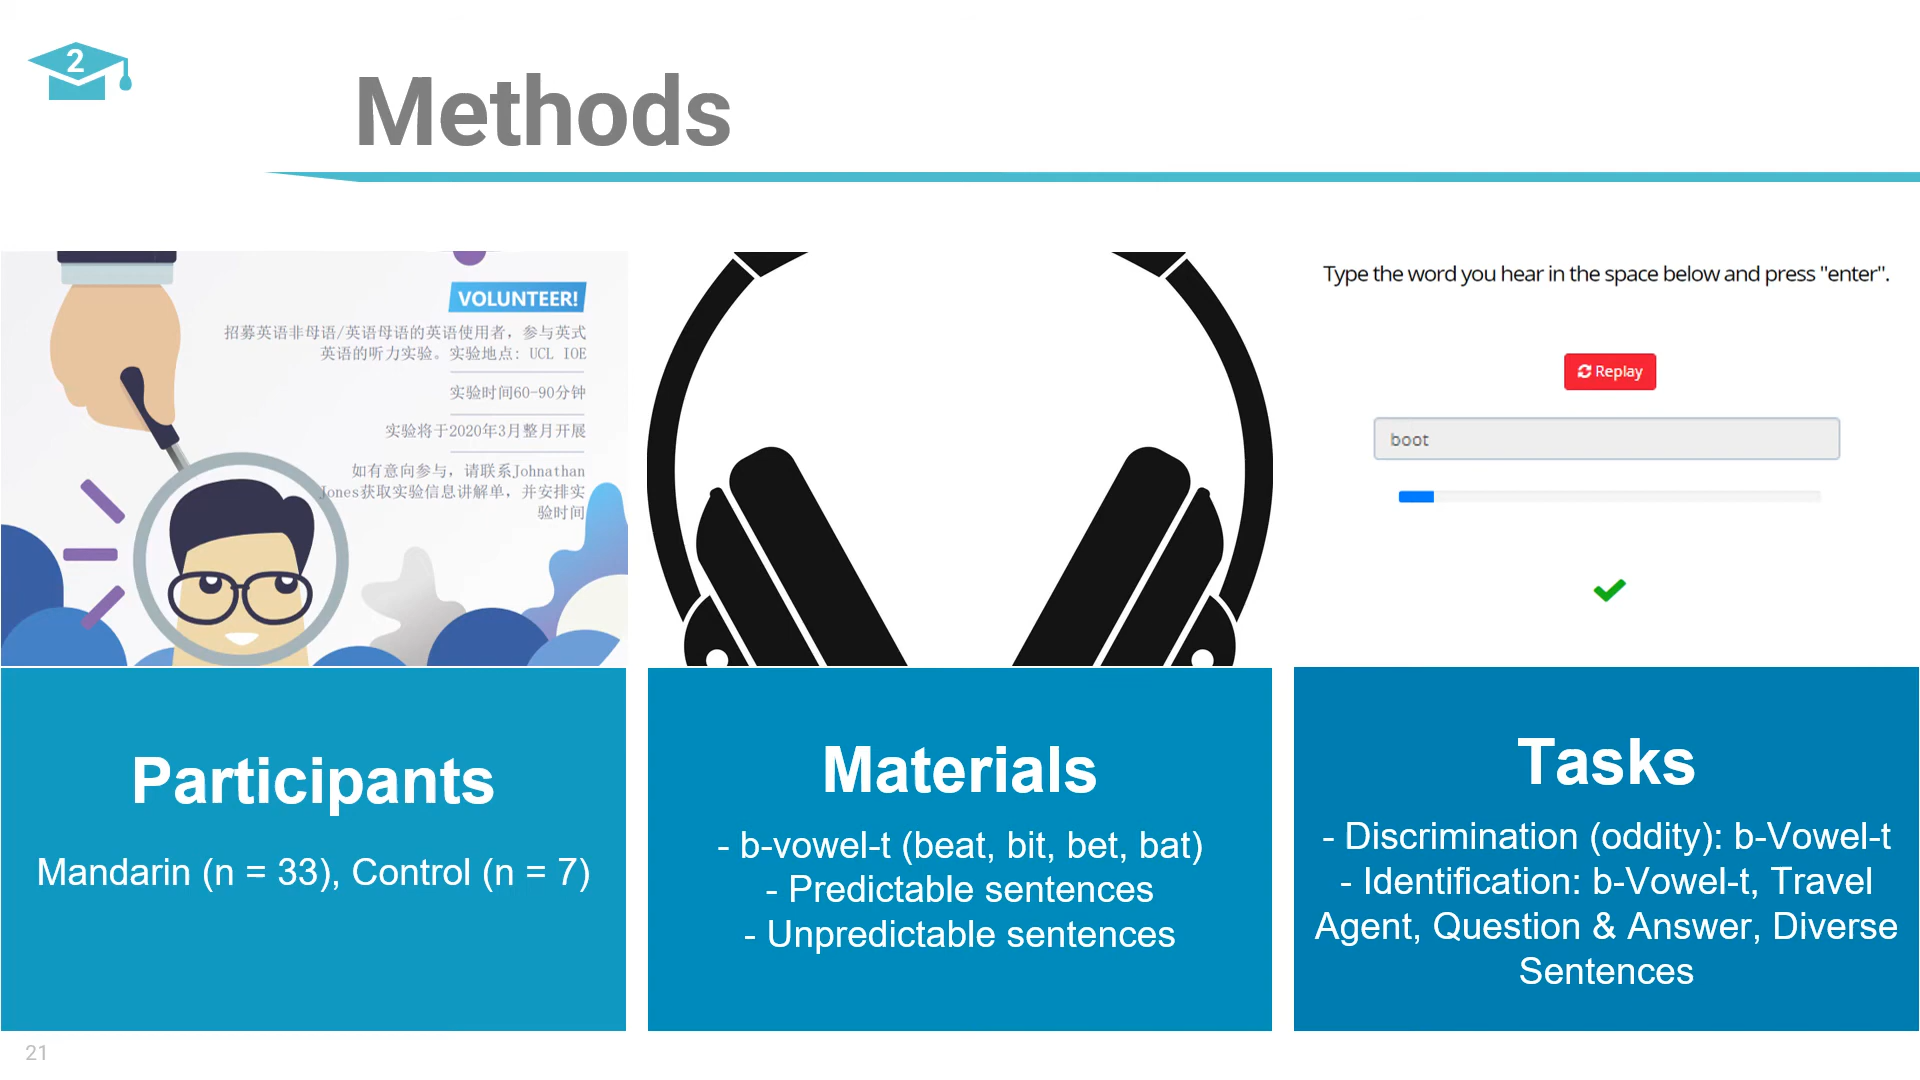 2
Methods
VOLUNTEER!
招募英语非母语/英语母语的英语使用者，参与英式
英语的听力实验。实验地点: UCL IOE
实验时间60-90分钟
实验将于2020年3月整月开展
如有意向参与，请联系Johnathan
Jones获取实验信息讲解单，并安排实
验时间
Type the word you hear in the space below and press "enter".
Replay
boot
Participants
Mandarin (n = 33), Control (n = 7)
Materials
- b-vowel-t (beat, bit, bet, bat)
- Predictable sentences
- Unpredictable sentences
Tasks
- Discrimination (oddity): b-Vowel-t
- Identification: b-Vowel-t, Travel
Agent, Question & Answer, Diverse
Sentences
21